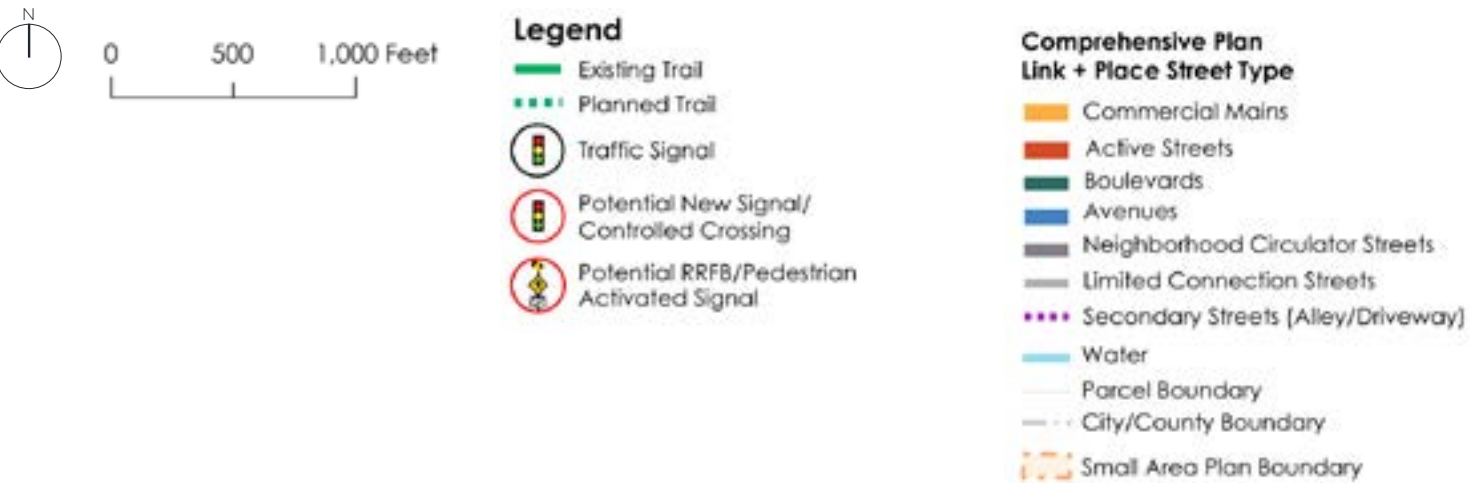 N
0 500 1,000 Feet
Legend
Existing Trail
Planned Trail
Traffic Signal
Potential New Signal/
Controlled Crossing
Potential RRFB/Pedestrian
Activated Signal
Comprehensive Plan
Link + Place Street Type
Commercial Mains
Active Streets
Boulevards
Avenues
Neighborhood Circulator Streets
Limited Connection Streets
Secondary Streets (Alley/Driveway)
Water
Parcel Boundary
City/County Boundary
Small Area Plan Boundary